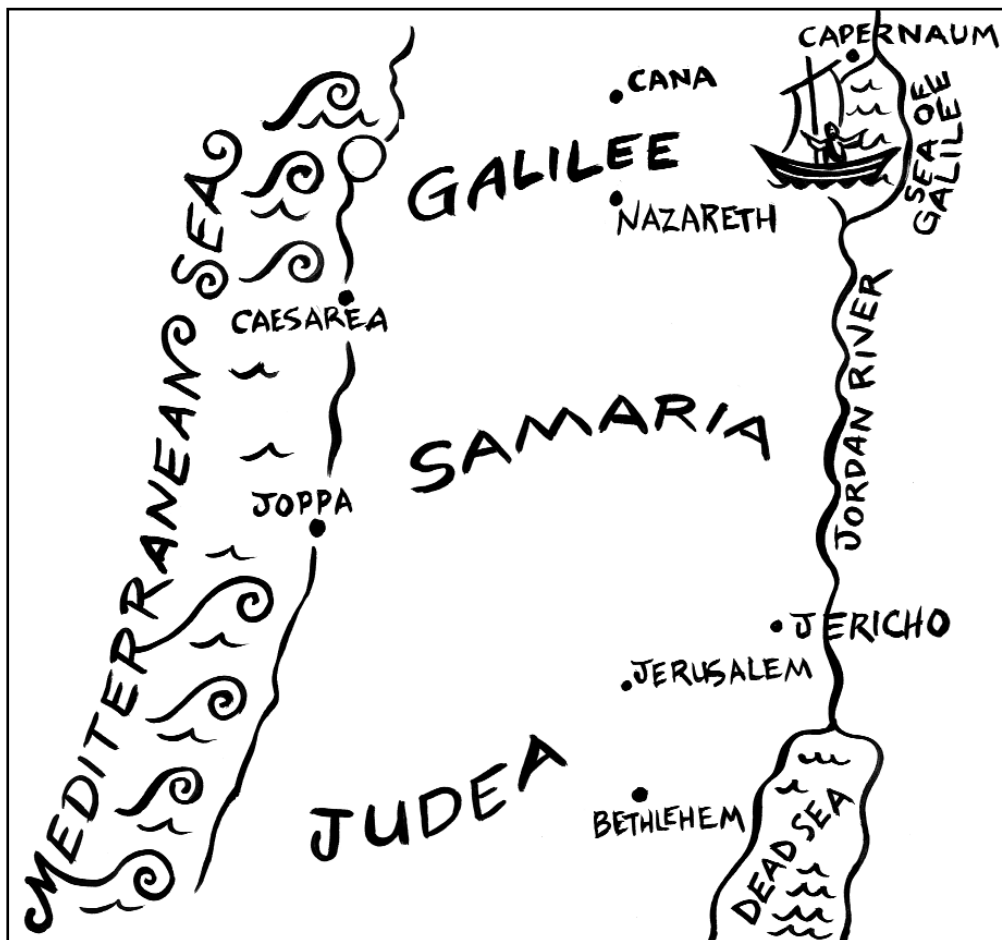 CAPERNAUM
CANA
SEA OF
GALILEE
GALILEE
NAZARETH
MEDITERRANEAN SEA
CAESAREA
JORDAN RIVER
SAMARIA
JOPPA
JERICHO
JERUSALEM
JUDEA
BETHLEHEM
DEAD SEA